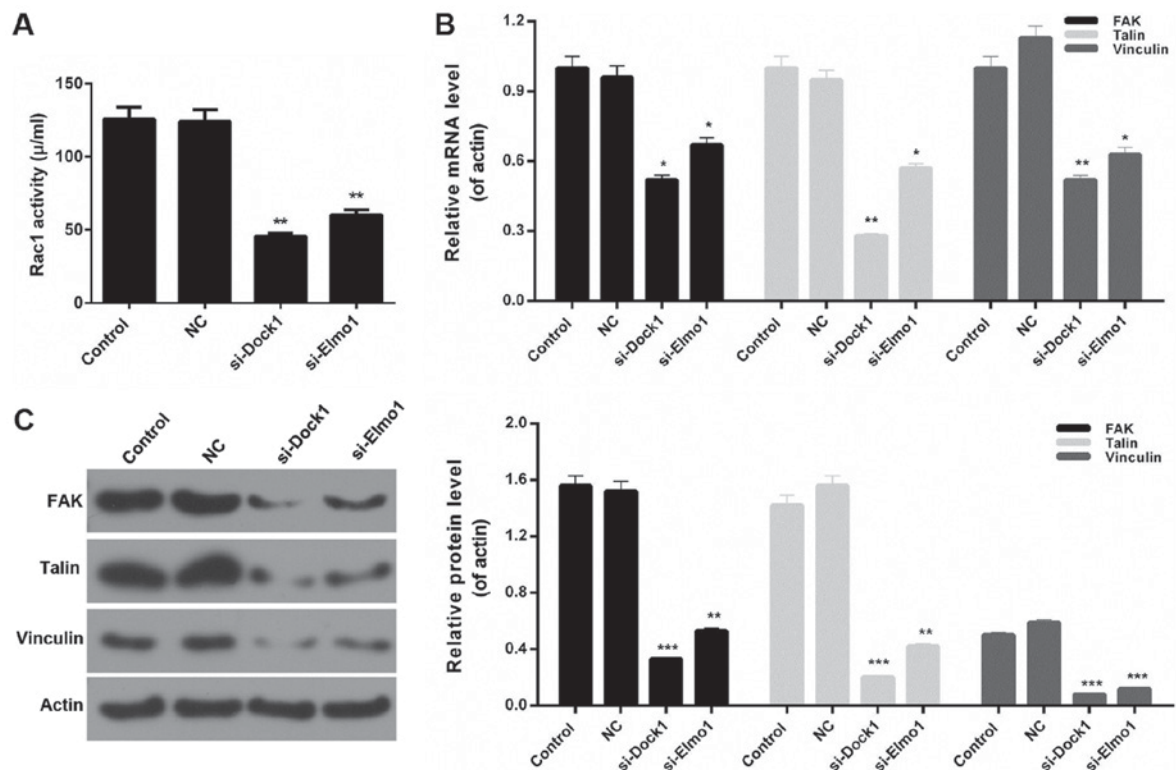 A
Rac1 activity (µ/ml)
150
100
50
0
**
**
Control
NC
si-Dock1
si-Elmo1
B
Relative mRNA level
(of actin)
1.2
0.9
0.6
0.3
0.0
FAK
Talin
Vinculin
*
*
**
*
**
*
Control
NC
si-Dock1
si-Elmo1
Control
NC
si-Dock1
si-Elmo1
Control
NC
si-Dock1
si-Elmo1
C
Control
NC
si-Dock1
si-Elmo1
FAK
Talin
Vinculin
Actin
Relative protein level
(of actin)
2.0
1.6
1.2
0.8
0.4
0.0
FAK
Talin
Vinculin
***
**
***
**
***
***
Control
NC
si-Dock1
si-Elmo1
Control
NC
si-Dock1
si-Elmo1
Control
NC
si-Dock1
si-Elmo1